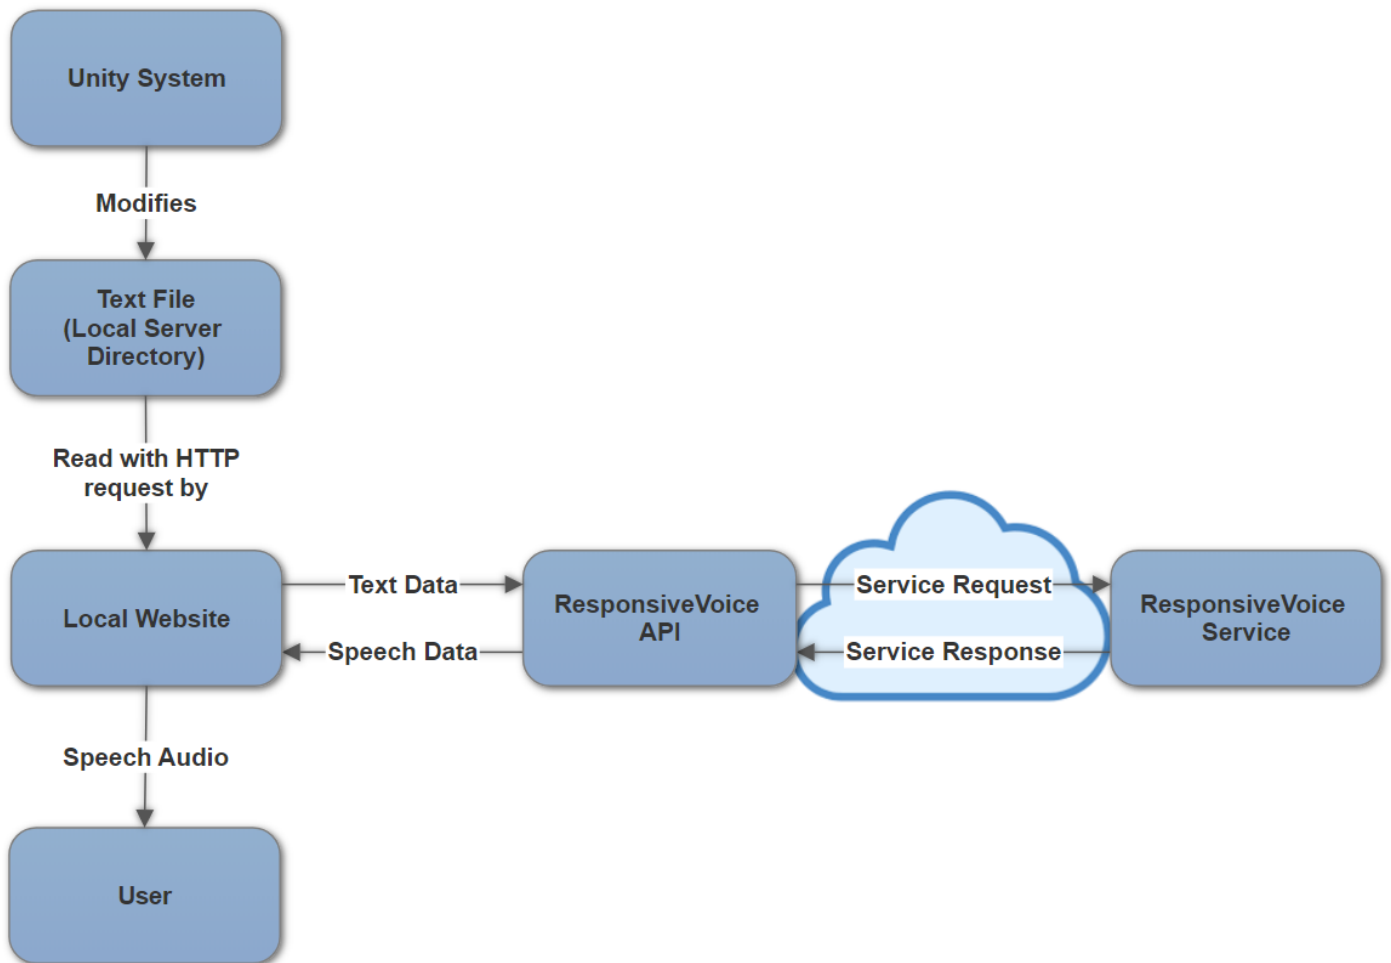 Unity System
Modifies
Text File
(Local Server
Directory)
Read with HTTP
request by
Local Website
Text Data
Speech Data
ResponsiveVoice
API
Service Request
Service Response
ResponsiveVoice
Service
Speech Audio
User